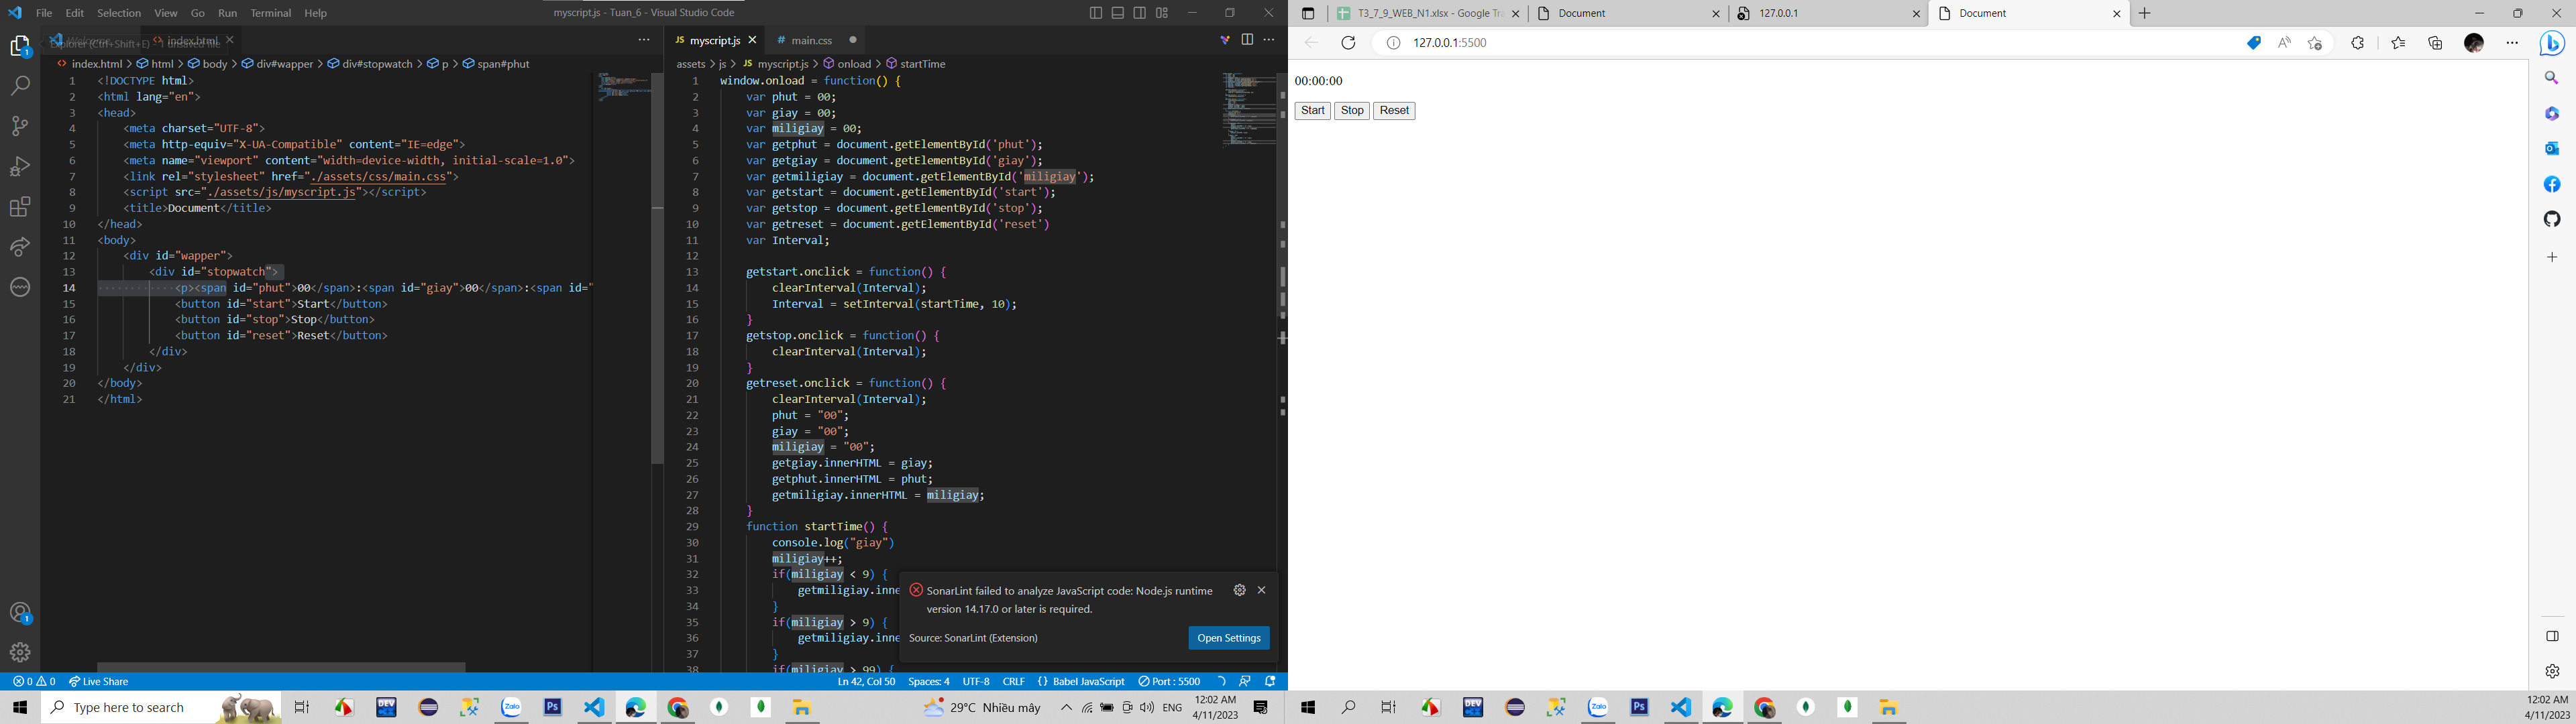 File Edit Selection View Go Run Terminal Help
myscript.js - Tuan_6 - Visual Studio Code
Welcome
index.html
Explorer (Ctrl+Shift+E) - 1 unsaved file
index.html > html > body > div#wapper > div#stopwatch > p > span#phut
1 <!DOCTYPE html>
2 <html lang="en">
3 <head>
4 <meta charset="UTF-8">
5 <meta http-equiv="X-UA-Compatible" content="IE=edge">
6 <meta name="viewport" content="width=device-width, initial-scale=1.0">
7 <link rel="stylesheet" href="./assets/css/main.css">
8 <script src="./assets/js/myscript.js"></script>
9 <title>Document</title>
10 </head>
11 <body>
12 <div id="wapper">
13 <div id="stopwatch">
14 <p><span id="phut">00</span>:<span id="giay">00</span>:<span id="
15 <button id="start">Start</button>
16 <button id="stop">Stop</button>
17 <button id="reset">Reset</button>
18 </div>
19 </div>
20 </body>
21 </html>
JS myscript.js
# main.css
assets > js > JS myscript.js > onload > startTime
1 window.onload = function() {
2 var phut = 00;
3 var giay = 00;
4 var miligiay = 00;
5 var getphut = document.getElementById('phut');
6 var getgiay = document.getElementById('giay');
7 var getmiligiay = document.getElementById('miligiay');
8 var getstart = document.getElementById('start');
9 var getstop = document.getElementById('stop');
10 var getreset = document.getElementById('reset')
11 var Interval;
12
13 getstart.onclick = function() {
14 clearInterval(Interval);
15 Interval = setInterval(startTime, 10);
16 }
17 getstop.onclick = function() {
18 clearInterval(Interval);
19 }
20 getreset.onclick = function() {
21 clearInterval(Interval);
22 phut = "00";
23 giay = "00";
24 miligiay = "00";
25 getgiay.innerHTML = giay;
26 getphut.innerHTML = phut;
27 getmiligiay.innerHTML = miligiay;
28 }
29 function startTime() {
30 console.log("giay")
31 miligiay++;
32 if(miligiay < 9) {
33 getmiligiay.inne
34 }
35 if(miligiay > 9) {
36 getmiligiay.inne
37 }
38 if(miligiay > 99) {
SonarLint failed to analyze JavaScript code: Node.js runtime
version 14.17.0 or later is required.
Source: SonarLint (Extension)
Open Settings
0 0 Live Share
Ln 42, Col 50 Spaces: 4 UTF-8 CRLF {} Babel JavaScript Port : 5500
Type here to search
DEV
Zalo
Ps
29°C Nhiều mây
ENG
12:02 AM
4/11/2023
T3_7_9_WEB_N1.xlsx - Google Tra
Document
127.0.0.1
Document
127.0.0.1:5500
00:00:00
Start Stop Reset
DEV
Zalo
Ps
12:02 AM
4/11/2023